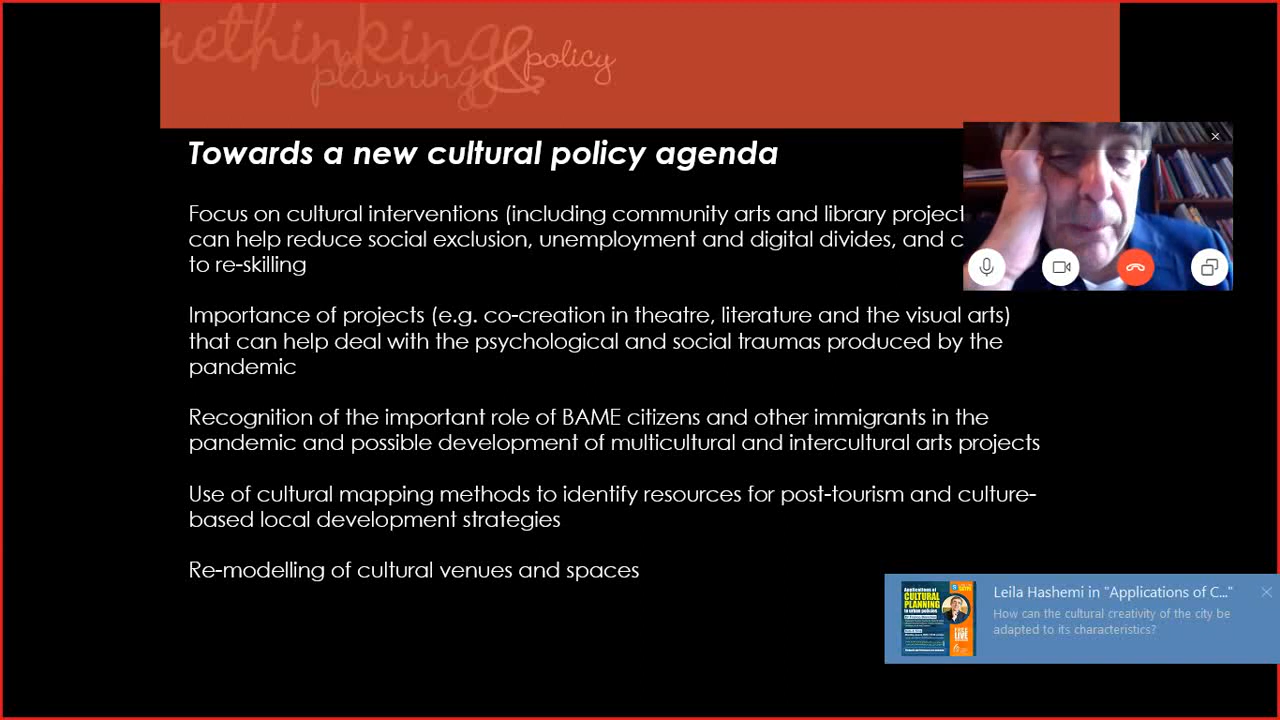 rethinking
planning & policy
Towards a new cultural policy agenda
Focus on cultural interventions (including community arts and library project
can help reduce social exclusion, unemployment and digital divides, and c
to re-skilling
Importance of projects (e.g. co-creation in theatre, literature and the visual arts)
that can help deal with the psychological and social traumas produced by the
pandemic
Recognition of the important role of BAME citizens and other immigrants in the
pandemic and possible development of multicultural and intercultural arts projects
Use of cultural mapping methods to identify resources for post-tourism and culture-
based local development strategies
Re-modelling of cultural venues and spaces
Leila Hashemi in "Applications of C..."
How can the cultural creativity of the city be
adapted to its characteristics?
Applications of
CULTURAL
PLANNING
FREE
LIVE